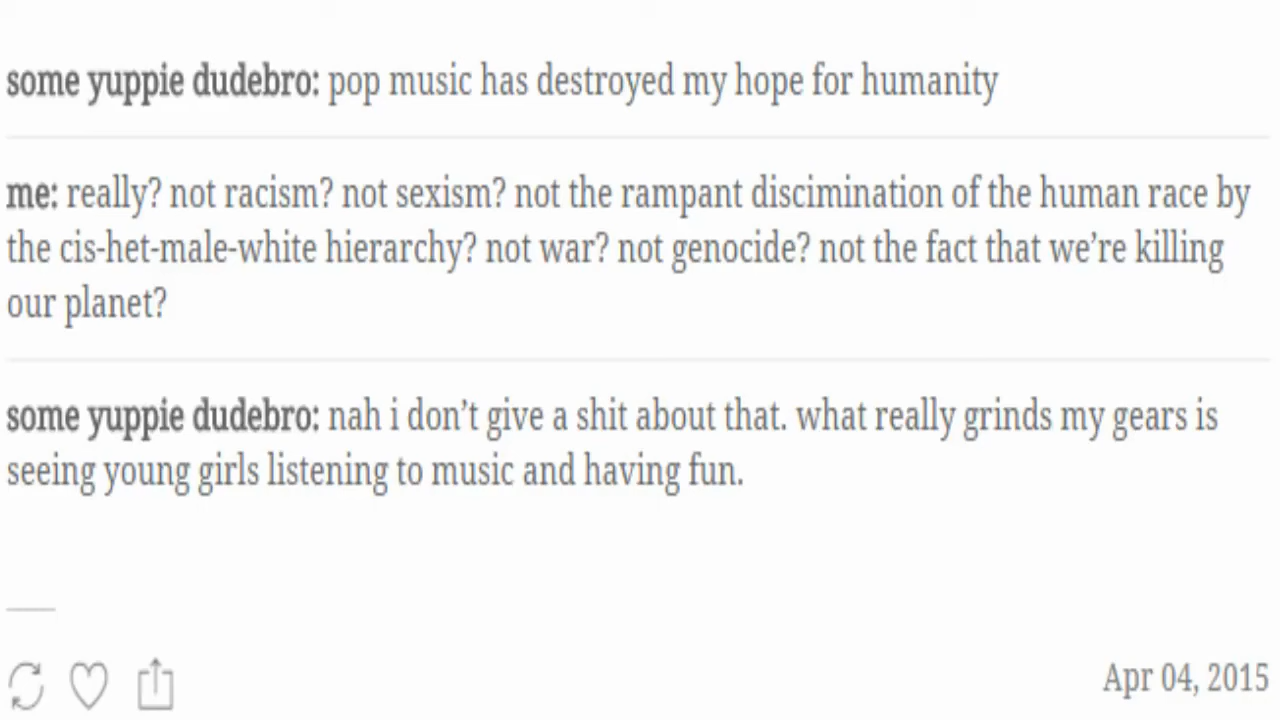 some yuppie dudebro: pop music has destroyed my hope for humanity
me: really? not racism? not sexism? not the rampant discimination of the human race by
the cis-het-male-white hierarchy? not war? not genocide? not the fact that we’re killing
our planet?
some yuppie dudebro: nah i don’t give a shit about that. what really grinds my gears is
seeing young girls listening to music and having fun.
Apr 04, 2015